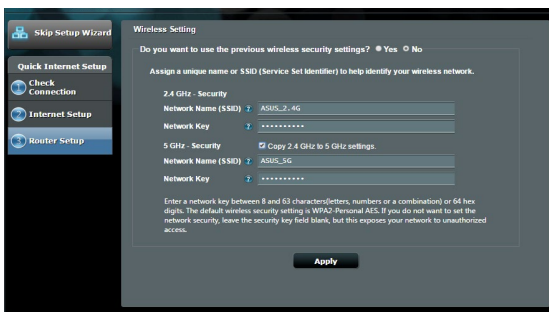 Skip Setup Wizard
Quick Internet Setup
1 Check Connection
2 Internet Setup
3 Router Setup
Wireless Setting
Do you want to use the previous wireless security settings? Yes No
Assign a unique name or SSID (Service Set Identifier) to help identify your wireless network.
2.4 GHz - Security
Network Name (SSID) ? ASUS_2.4G
Network Key ? ••••••••••
5 GHz - Security Copy 2.4 GHz to 5 GHz settings.
Network Name (SSID) ? ASUS_5G
Network Key ? ••••••••••
Enter a network key between 8 and 63 characters(letters, numbers or a combination) or 64 hex
digits. The default wireless security setting is WPA2-Personal AES. If you do not want to set the
network security, leave the security key field blank, but this exposes your network to unauthorized
access.
Apply